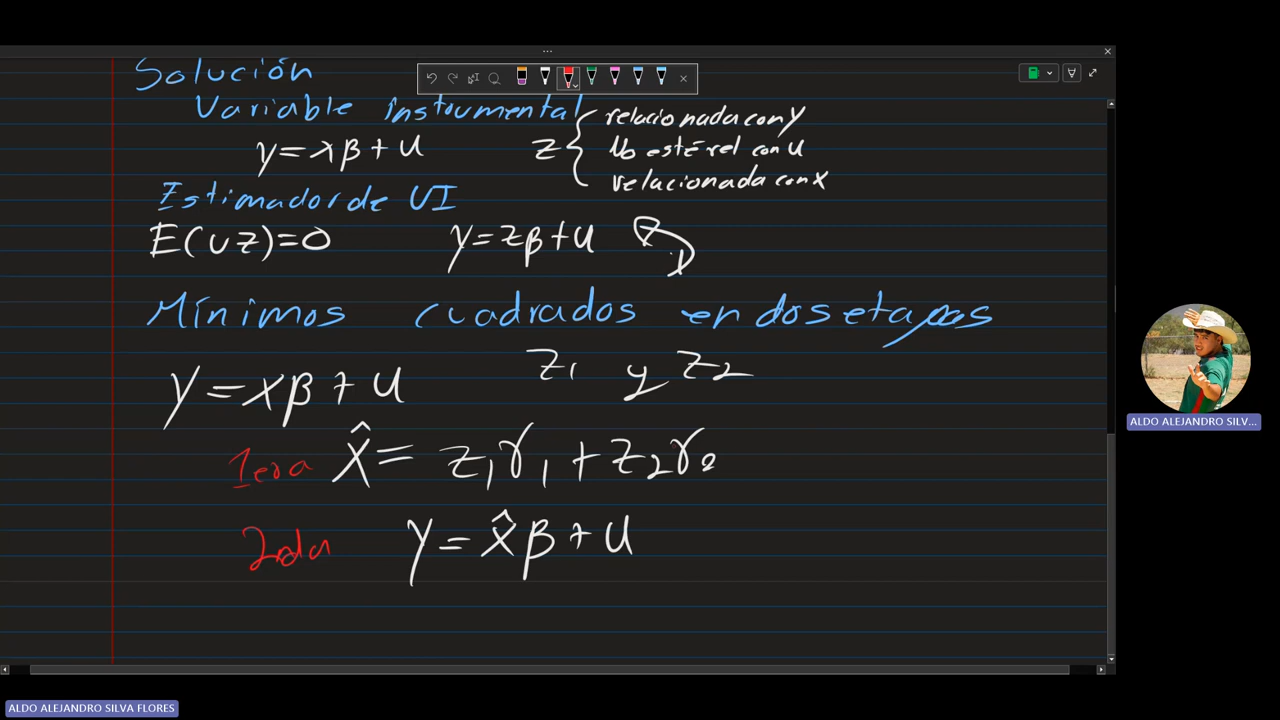 Solución
Variable instrumental
relacionada con y
y = xβ + u
z
No esté rel con u
relacionada con x
Estimador de VI
E(uz)=0
y = zβ + u
z
Mínimos cuadrados en dos etapas
z1 y z2
y = xβ + u
1era x̂ = z1γ1 + z2γ2
2da y = x̂β + u
ALDO ALEJANDRO SILV...
ALDO ALEJANDRO SILVA FLORES